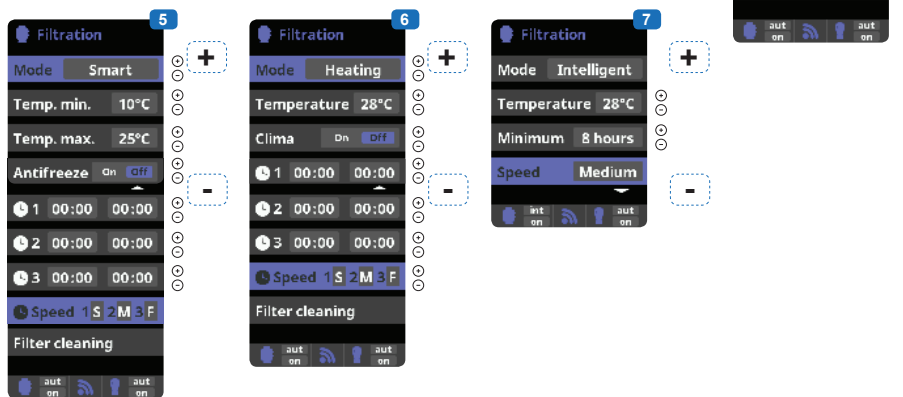 5
Filtration
Mode Smart
Temp. min. 10°C
Temp. max. 25°C
Antifreeze On Off
1 00:00 00:00
2 00:00 00:00
3 00:00 00:00
Speed 1 S 2 M 3 F
Filter cleaning
aut on aut on
+
-
6
Filtration
Mode Heating
Temperature 28°C
Clima On Off
1 00:00 00:00
2 00:00 00:00
3 00:00 00:00
Speed 1 S 2 M 3 F
Filter cleaning
aut on aut on
+
-
7
Filtration
Mode Intelligent
Temperature 28°C
Minimum 8 hours
Speed Medium
int on aut on
+
-
aut on aut on